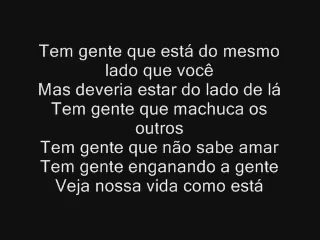 Tem gente que está do mesmo
lado que você
Mas deveria estar do lado de lá
Tem gente que machuca os
outros
Tem gente que não sabe amar
Tem gente enganando a gente
Veja nossa vida como está